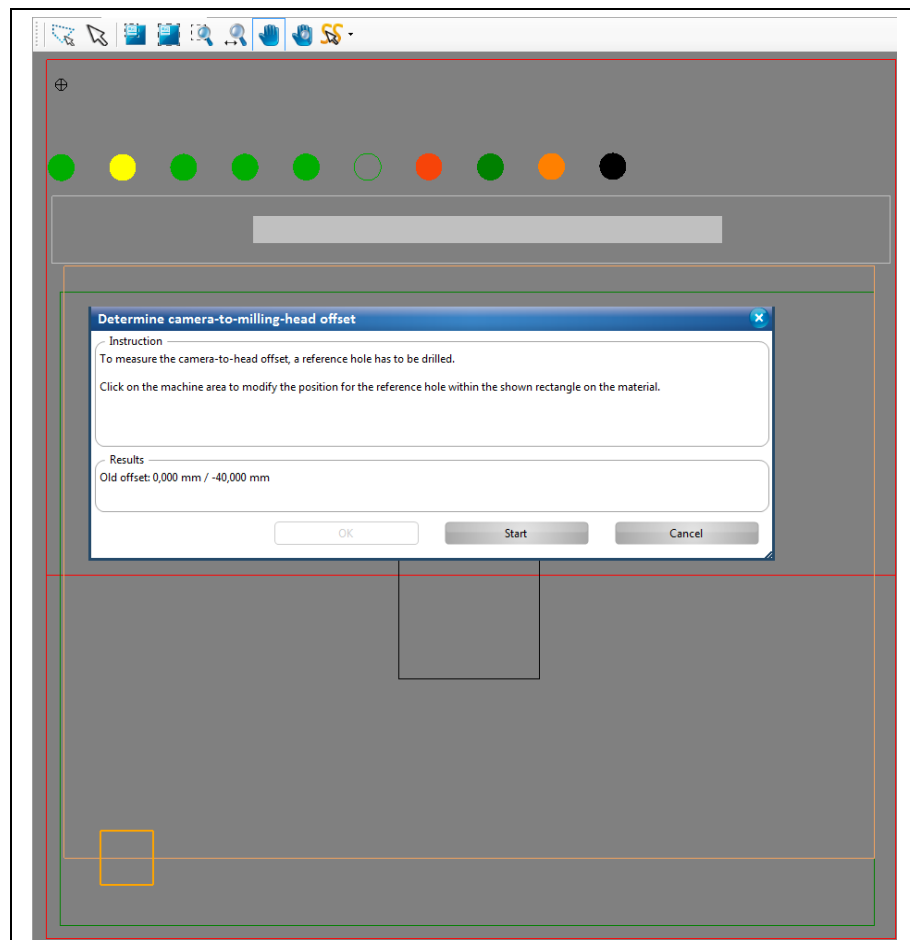 Determine camera-to-milling-head offset
Instruction
To measure the camera-to-head offset, a reference hole has to be drilled.
Click on the machine area to modify the position for the reference hole within the shown rectangle on the material.
Results
Old offset: 0,000 mm / -40,000 mm
OK
Start
Cancel